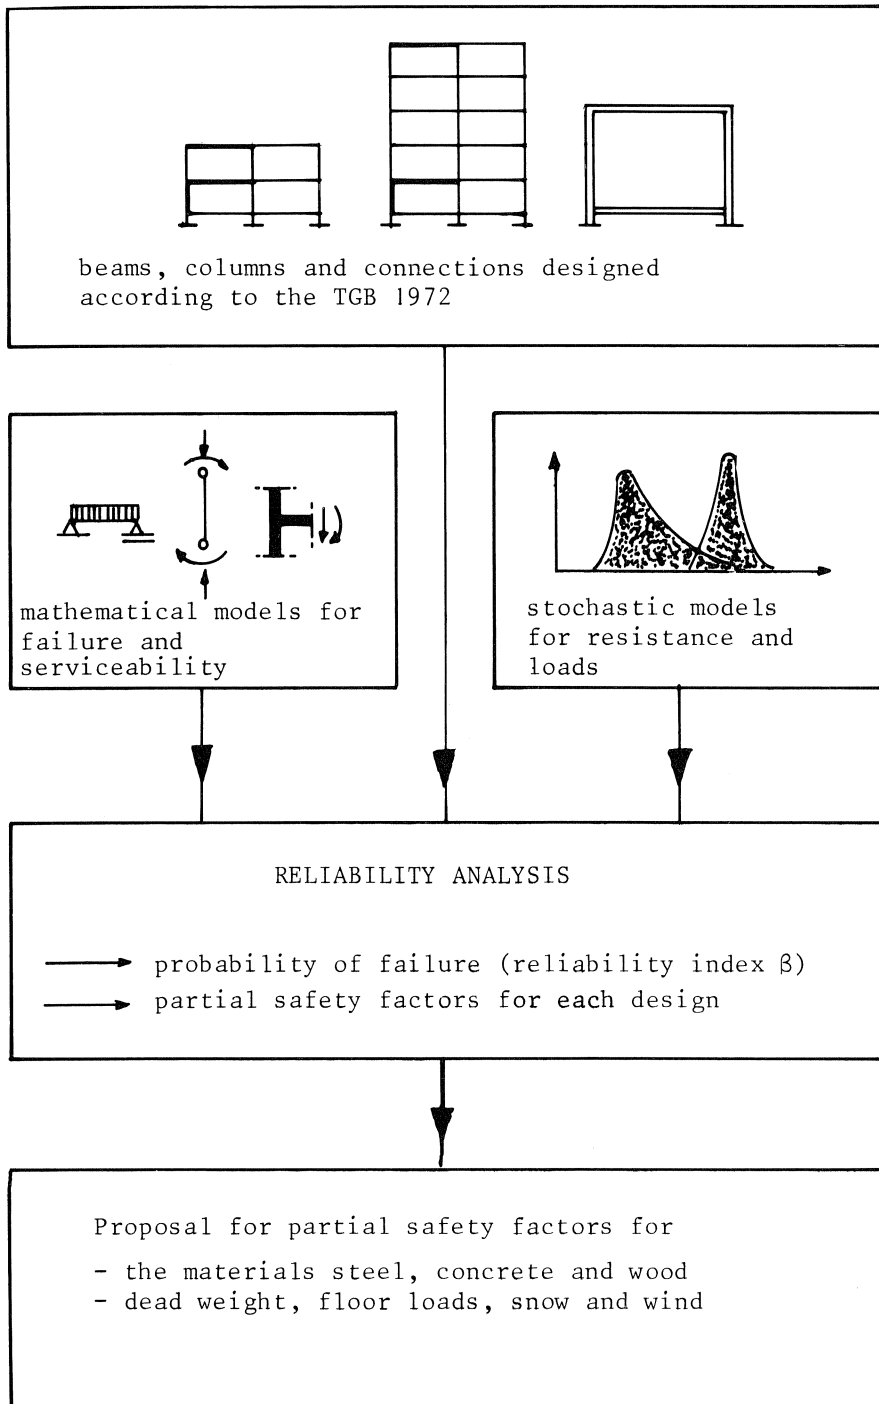 beams, columns and connections designed
according to the TGB 1972
mathematical models for
failure and
serviceability
stochastic models
for resistance and
loads
RELIABILITY ANALYSIS
probability of failure (reliability index β)
partial safety factors for each design
Proposal for partial safety factors for
- the materials steel, concrete and wood
- dead weight, floor loads, snow and wind